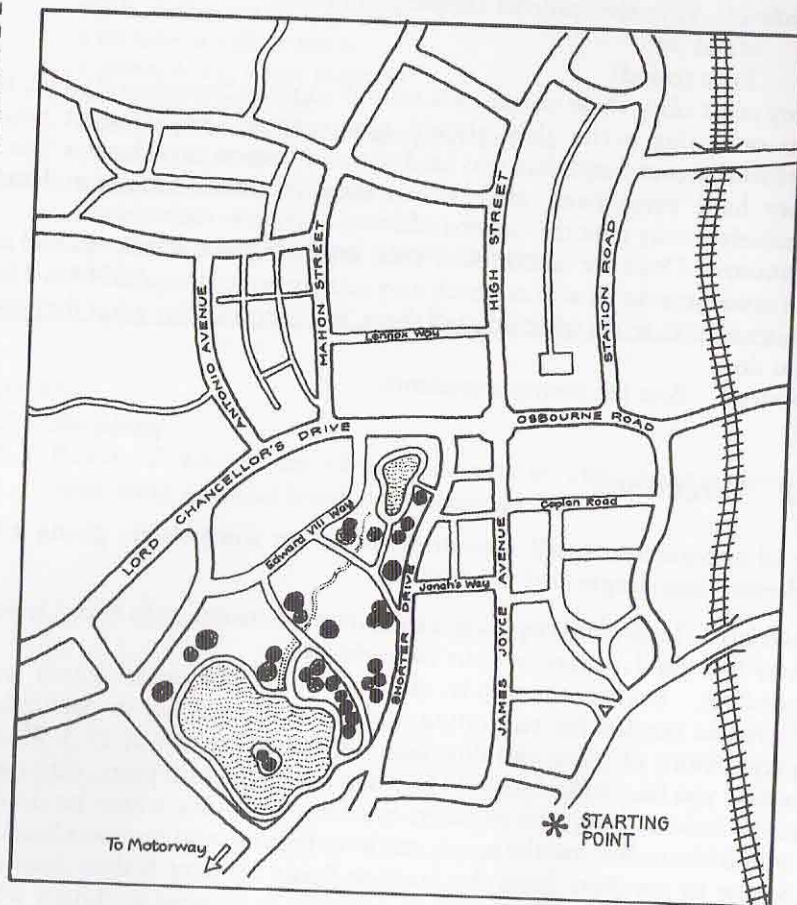 HIGH STREET
STATION ROAD
MAHON STREET
ANTONIO AVENUE
Lennox Way
OSBOURNE ROAD
LORD CHANCELLOR'S DRIVE
Edward VIII Way
Coplan Road
Jonah's Way
SHORTER DRIVE
JAMES JOYCE AVENUE
STARTING
POINT
To Motorway